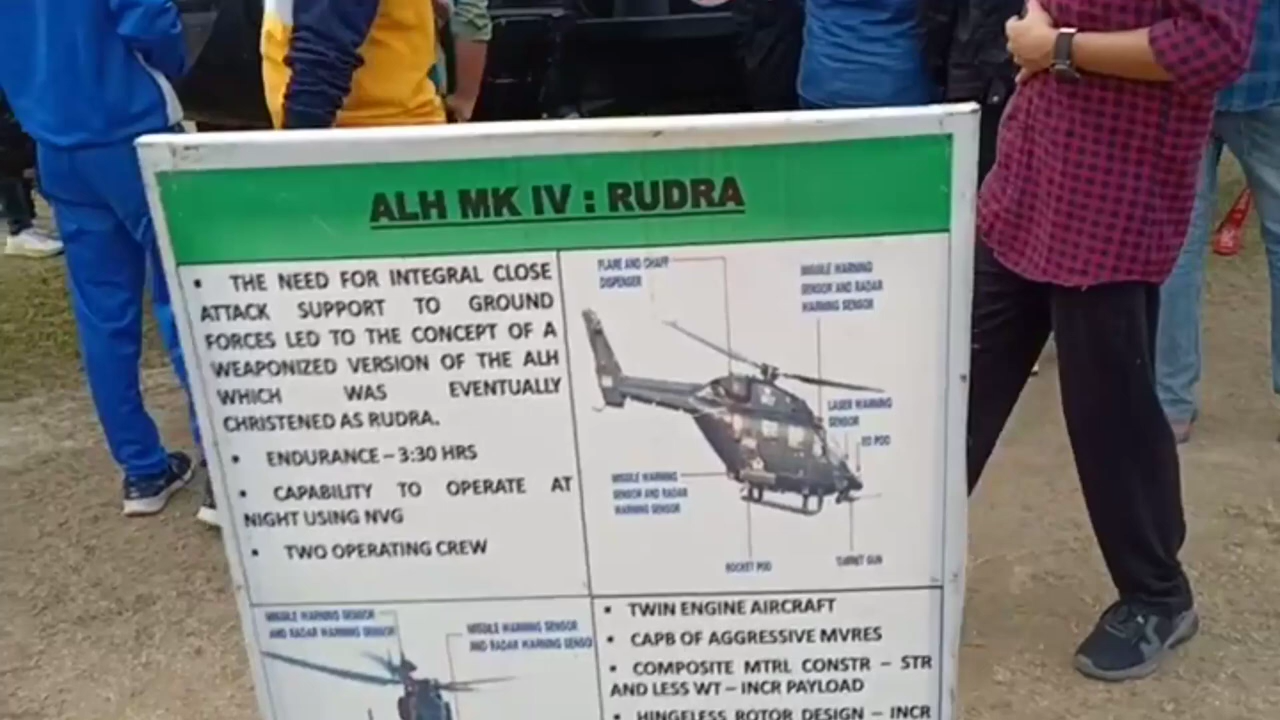 ALH MK IV : RUDRA
• THE NEED FOR INTEGRAL CLOSE
ATTACK SUPPORT TO GROUND
FORCES LED TO THE CONCEPT OF A
WEAPONIZED VERSION OF THE ALH
WHICH WAS EVENTUALLY
CHRISTENED AS RUDRA.
• ENDURANCE – 3:30 HRS
• CAPABILITY TO OPERATE AT
NIGHT USING NVG
• TWO OPERATING CREW
FLARE AND CHAFF
DISPENSER
MISSILE WARNING
SENSOR AND RADAR
WARNING SENSOR
LASER WARNING
SENSOR
EO POD
MISSILE WARNING
SENSOR AND RADAR
WARNING SENSOR
ROCKET POD
TURRET GUN
MISSILE WARNING SENSOR
AND RADAR WARNING SENSOR
MISSILE WARNING SENSOR
AND RADAR WARNING SENSO
• TWIN ENGINE AIRCRAFT
• CAPB OF AGGRESSIVE MVRES
• COMPOSITE MTRL CONSTR – STR
AND LESS WT – INCR PAYLOAD
• HINGELESS ROTOR DESIGN – INCR